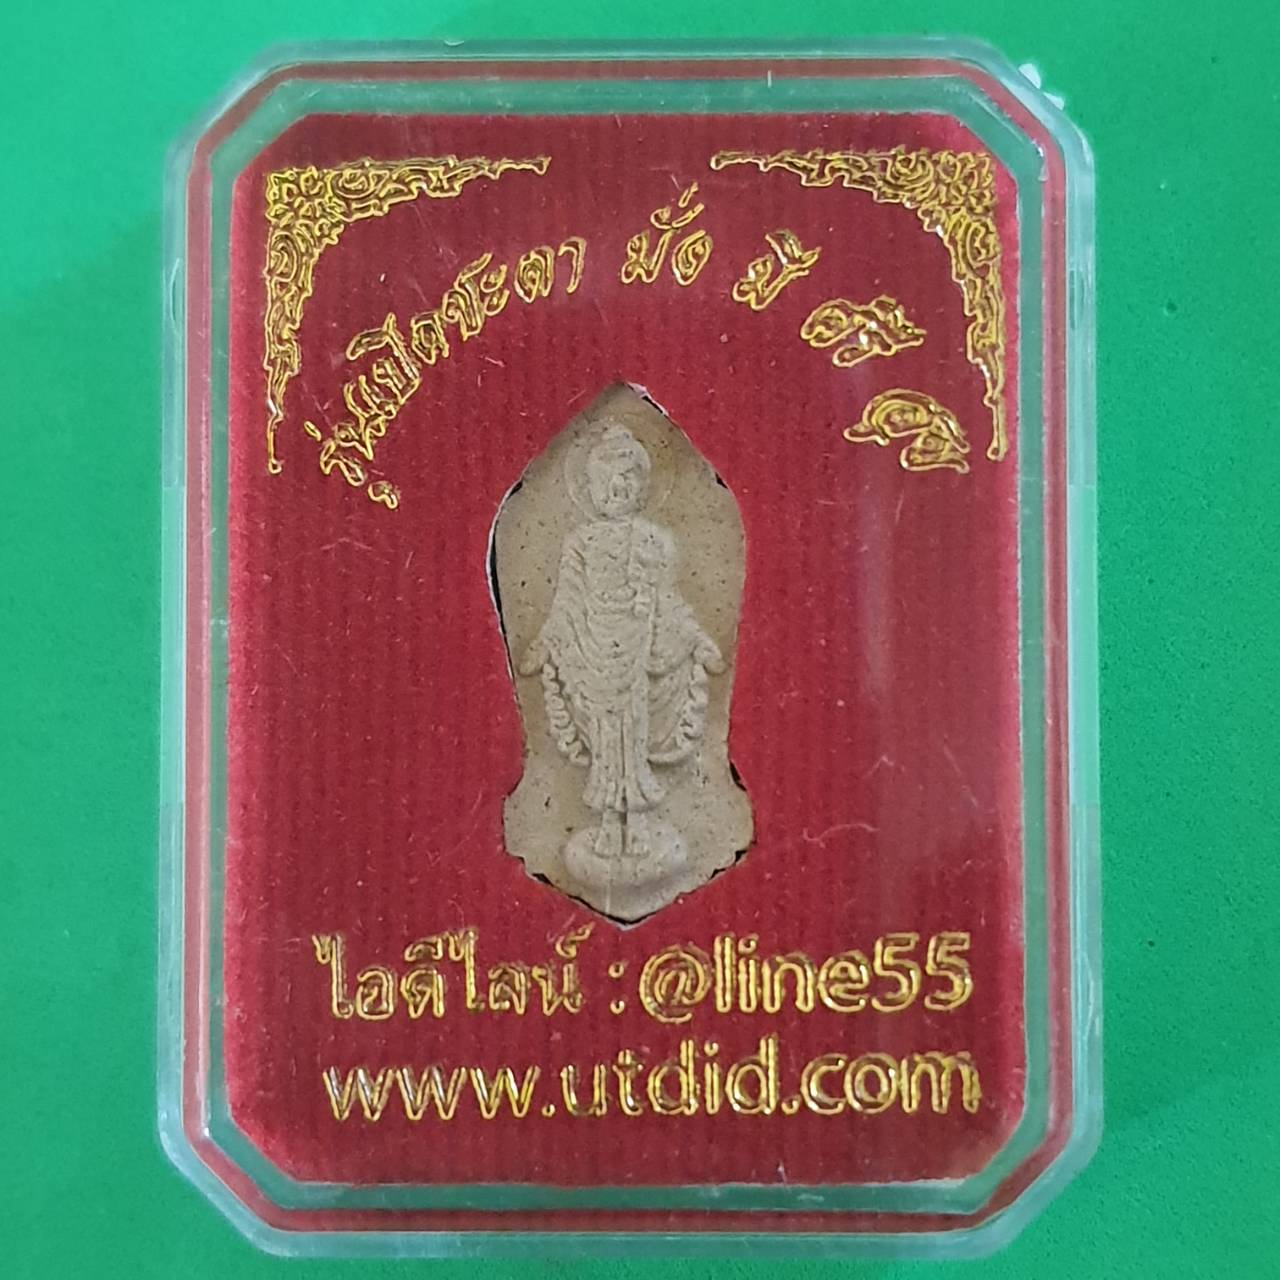 รุ่นเปิดชะตา มั่ง มี ศรี สุข
ไอดีไลน์ : @line55
www.utdid.com